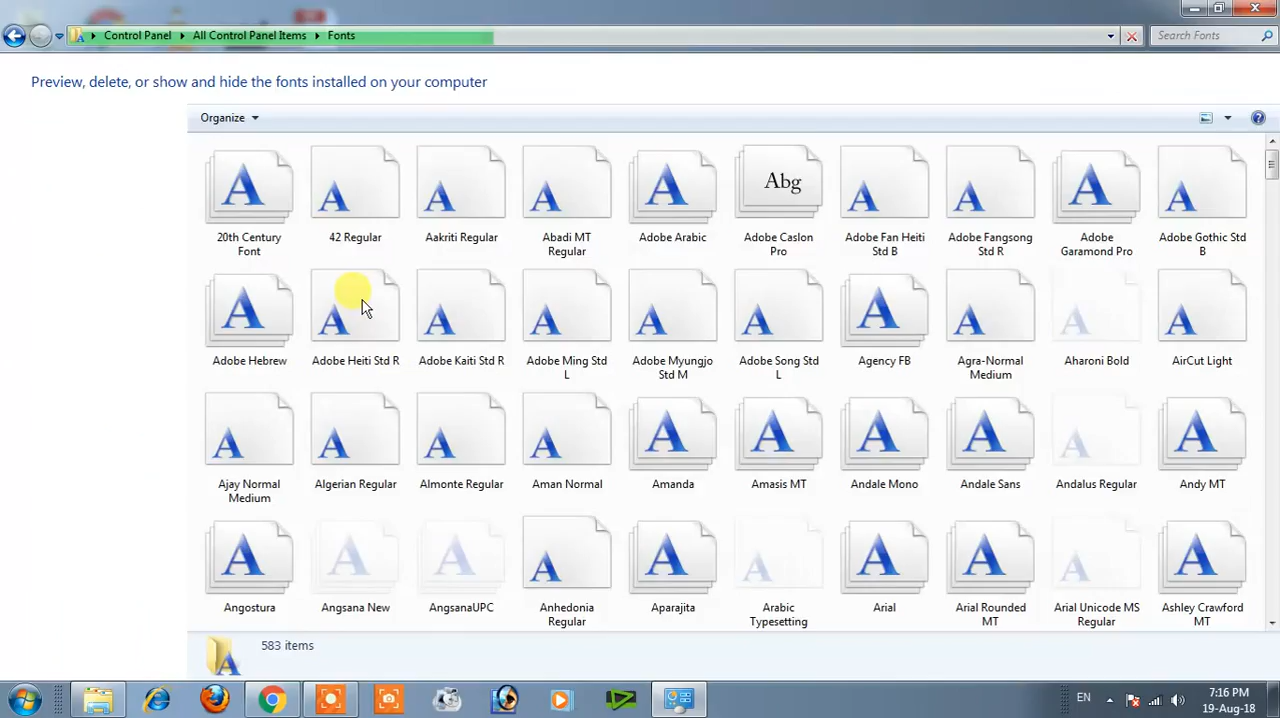 Control Panel All Control Panel Items Fonts Search Fonts
Preview, delete, or show and hide the fonts installed on your computer
Organize
Abg
20th Century Font
42 Regular
Aakriti Regular
Abadi MT Regular
Adobe Arabic
Adobe Caslon Pro
Adobe Fan Heiti Std B
Adobe Fangsong Std R
Adobe Garamond Pro
Adobe Gothic Std B
Adobe Hebrew
Adobe Heiti Std R
Adobe Kaiti Std R
Adobe Ming Std L
Adobe Myungjo Std M
Adobe Song Std L
Agency FB
Agra-Normal Medium
Aharoni Bold
AirCut Light
Ajay Normal Medium
Algerian Regular
Almonte Regular
Aman Normal
Amanda
Amasis MT
Andale Mono
Andale Sans
Andalus Regular
Andy MT
Angostura
Angsana New
AngsanaUPC
Anhedonia Regular
Aparajita
Arabic Typesetting
Arial
Arial Rounded MT
Arial Unicode MS Regular
Ashley Crawford MT
583 items
EN
7:16 PM
19-Aug-18